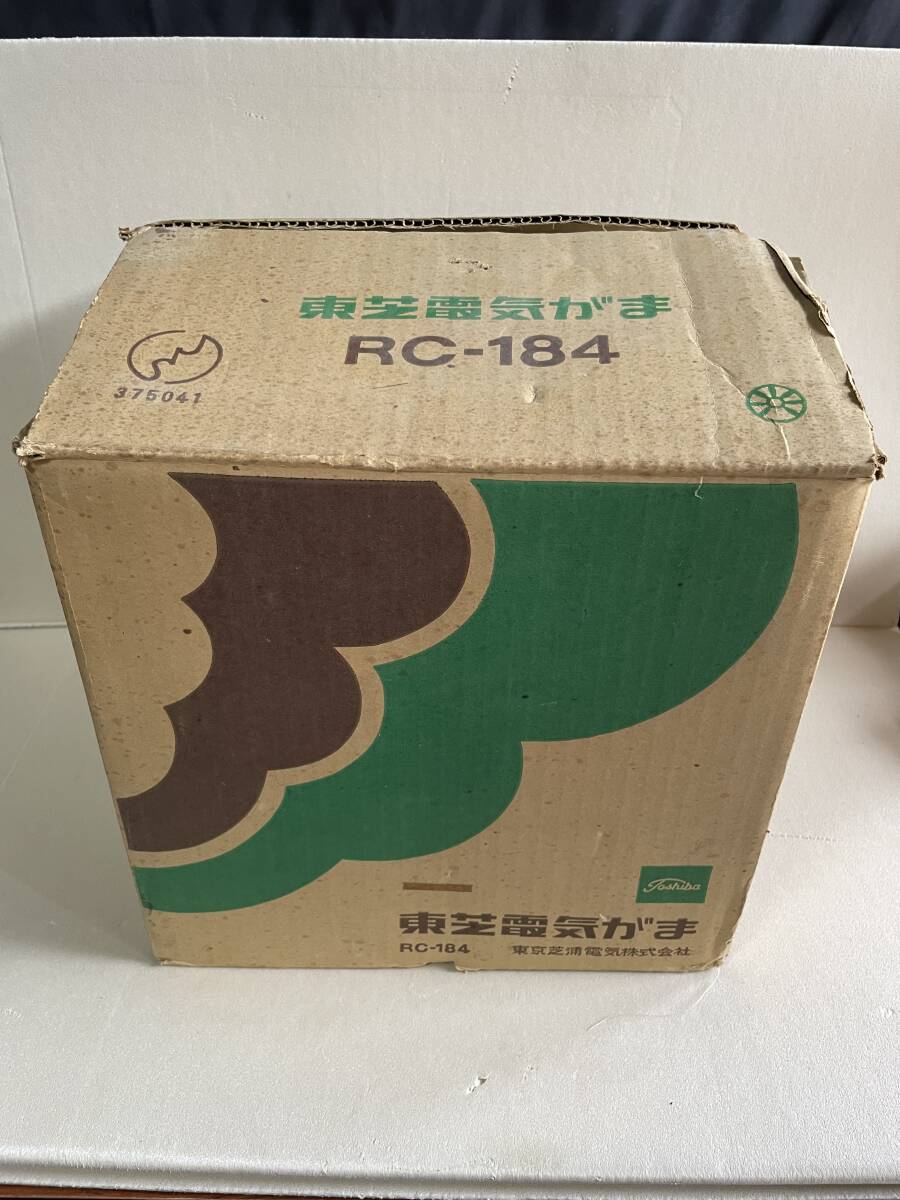 東芝電気がま
RC-184
375041
Toshiba
東芝電気がま
RC-184 東京芝浦電気株式会社